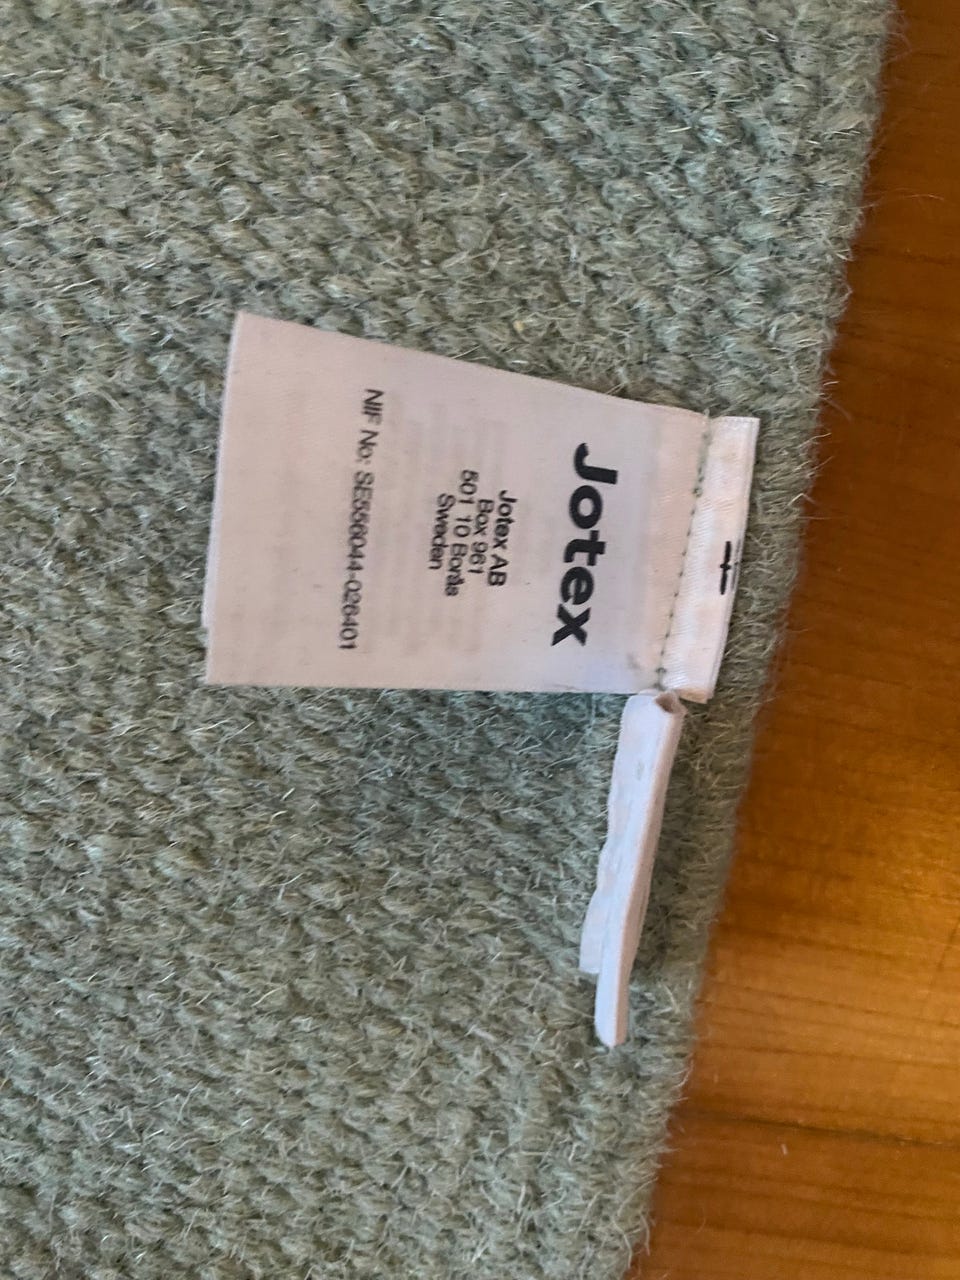 Jotex
Jotex AB
Box 961
501 10 Borås
Sweden
NIF No: SE556044-026401